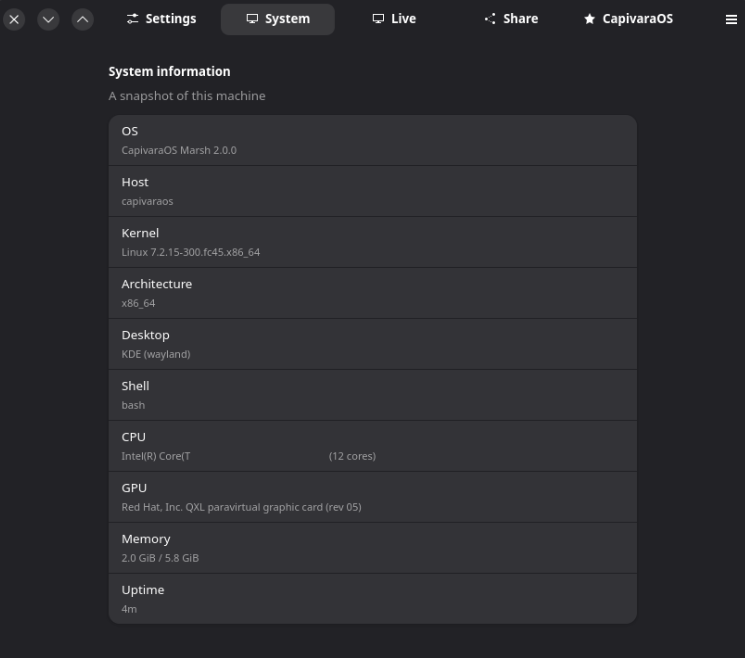 Settings
System
Live
Share
CapivaraOS
System information
A snapshot of this machine
OS
CapivaraOS Marsh 2.0.0
Host
capivaraos
Kernel
Linux 7.2.15-300.fc45.x86_64
Architecture
x86_64
Desktop
KDE (wayland)
Shell
bash
CPU
Intel(R) Core(T (12 cores)
GPU
Red Hat, Inc. QXL paravirtual graphic card (rev 05)
Memory
2.0 GiB / 5.8 GiB
Uptime
4m